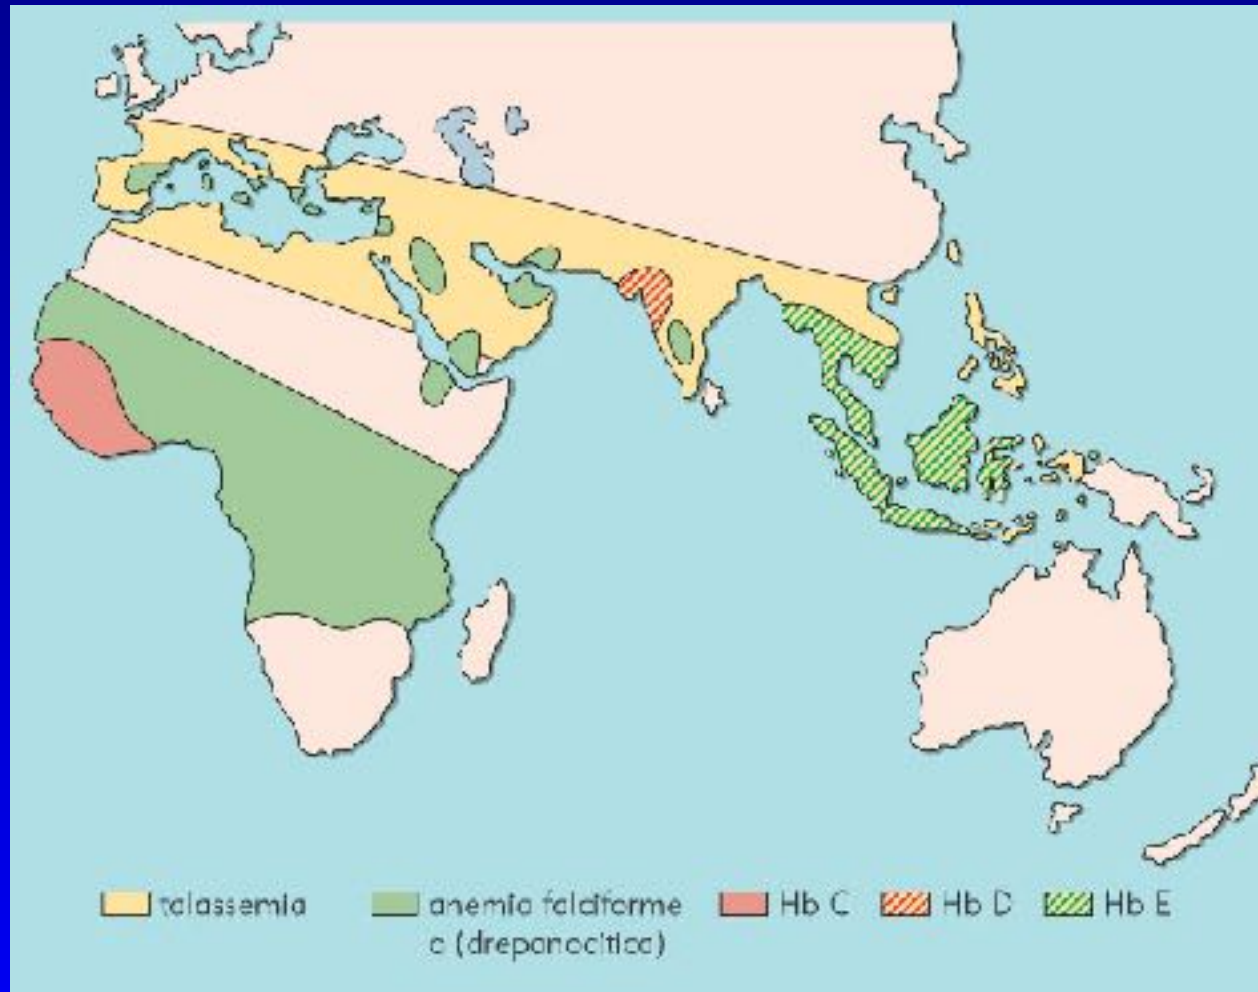 talassemia
anemia falciforme
o (drepanocitica)
Hb C
Hb D
Hb E